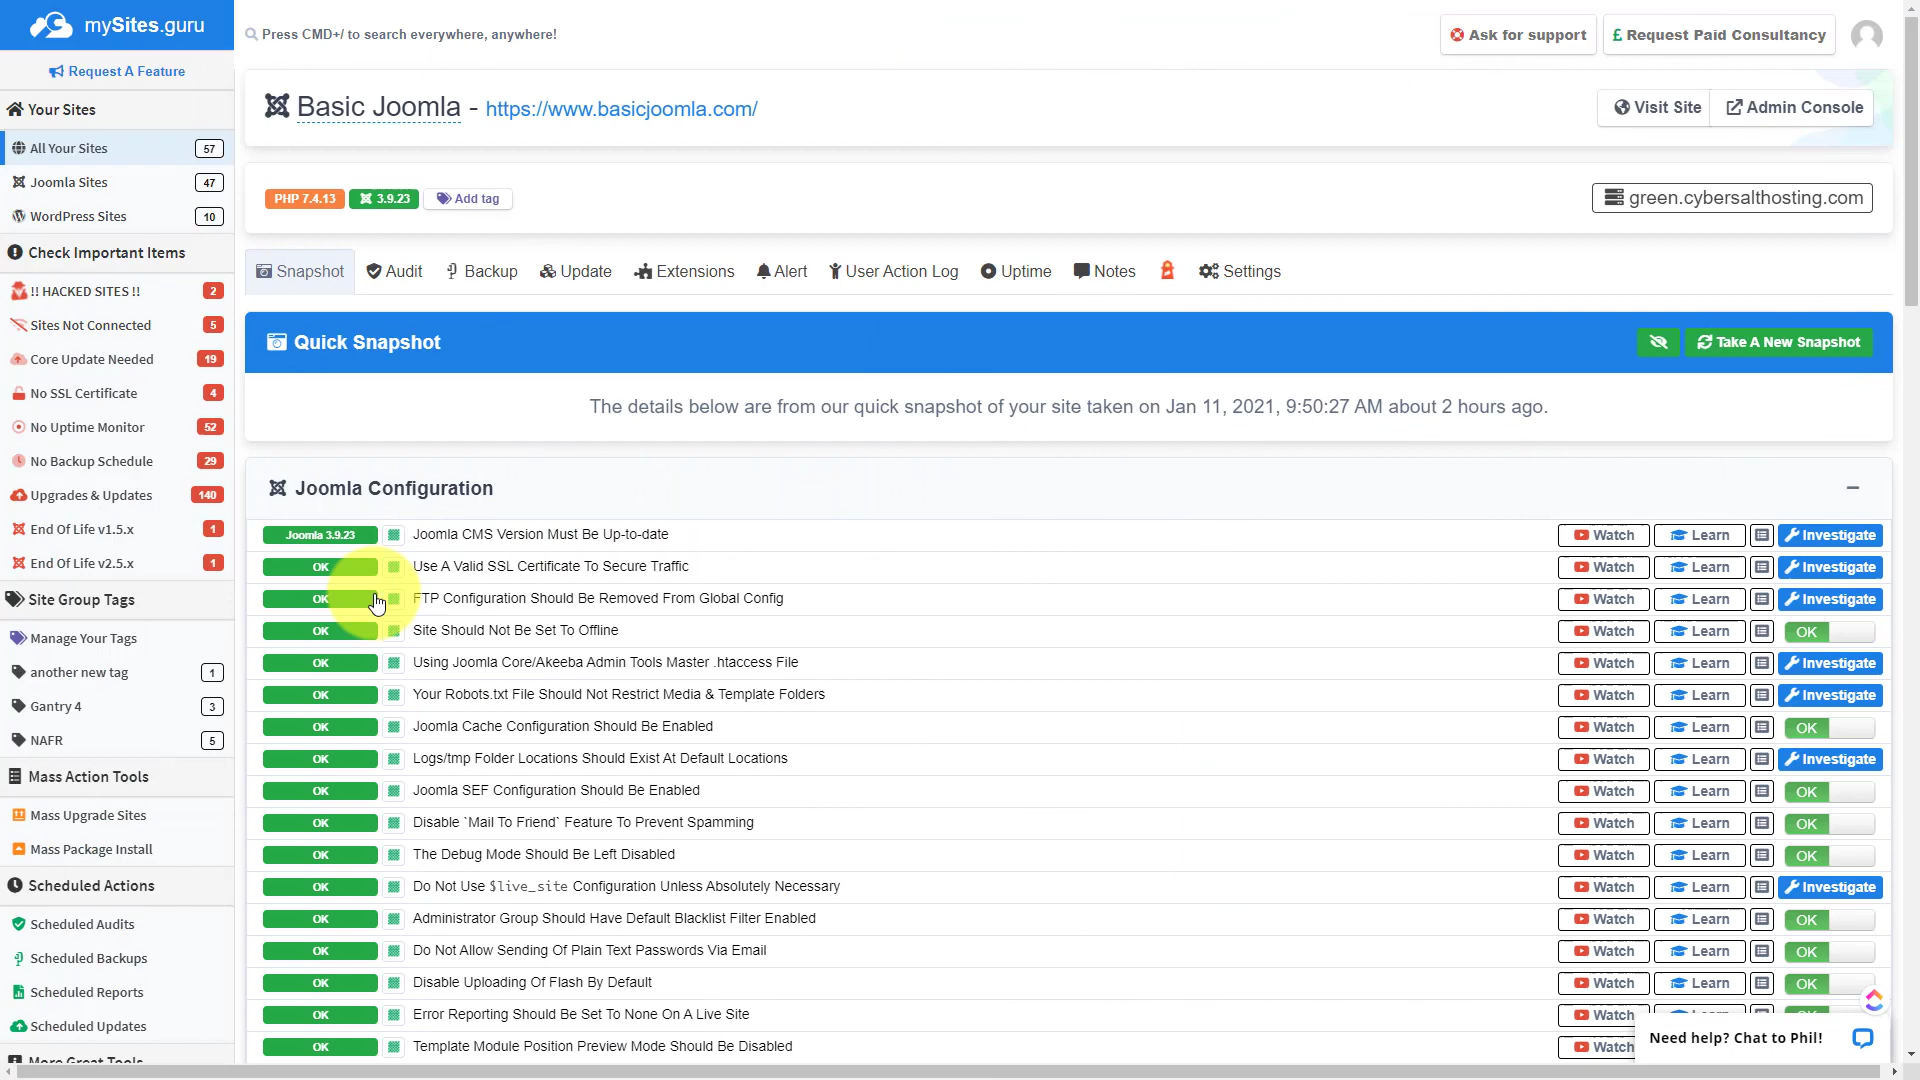 mySites.guru
Press CMD+/ to search everywhere, anywhere!
Ask for support
£ Request Paid Consultancy
Request A Feature
Your Sites
All Your Sites 57
Joomla Sites 47
WordPress Sites 10
Check Important Items
!! HACKED SITES !! 2
Sites Not Connected 5
Core Update Needed 19
No SSL Certificate 4
No Uptime Monitor 52
No Backup Schedule 29
Upgrades & Updates 140
End Of Life v1.5.x 1
End Of Life v2.5.x 1
Site Group Tags
Manage Your Tags
another new tag 1
Gantry 4 3
NAFR 5
Mass Action Tools
Mass Upgrade Sites
Mass Package Install
Scheduled Actions
Scheduled Audits
Scheduled Backups
Scheduled Reports
Scheduled Updates
More Great Tools
Basic Joomla - https://www.basicjoomla.com/
Visit Site
Admin Console
PHP 7.4.13 3.9.23 Add tag
green.cybersalthosting.com
Snapshot Audit Backup Update Extensions Alert User Action Log Uptime Notes Settings
Quick Snapshot
Take A New Snapshot
The details below are from our quick snapshot of your site taken on Jan 11, 2021, 9:50:27 AM about 2 hours ago.
Joomla Configuration
Joomla 3.9.23 Joomla CMS Version Must Be Up-to-date Watch Learn Investigate
OK Use A Valid SSL Certificate To Secure Traffic Watch Learn Investigate
OK FTP Configuration Should Be Removed From Global Config Watch Learn Investigate
OK Site Should Not Be Set To Offline Watch Learn OK
OK Using Joomla Core/Akeeba Admin Tools Master .htaccess File Watch Learn Investigate
OK Your Robots.txt File Should Not Restrict Media & Template Folders Watch Learn Investigate
OK Joomla Cache Configuration Should Be Enabled Watch Learn OK
OK Logs/tmp Folder Locations Should Exist At Default Locations Watch Learn Investigate
OK Joomla SEF Configuration Should Be Enabled Watch Learn OK
OK Disable `Mail To Friend` Feature To Prevent Spamming Watch Learn OK
OK The Debug Mode Should Be Left Disabled Watch Learn OK
OK Do Not Use $live_site Configuration Unless Absolutely Necessary Watch Learn Investigate
OK Administrator Group Should Have Default Blacklist Filter Enabled Watch Learn OK
OK Do Not Allow Sending Of Plain Text Passwords Via Email Watch Learn OK
OK Disable Uploading Of Flash By Default Watch Learn OK
OK Error Reporting Should Be Set To None On A Live Site Watch
OK Template Module Position Preview Mode Should Be Disabled Watch
Need help? Chat to Phil!